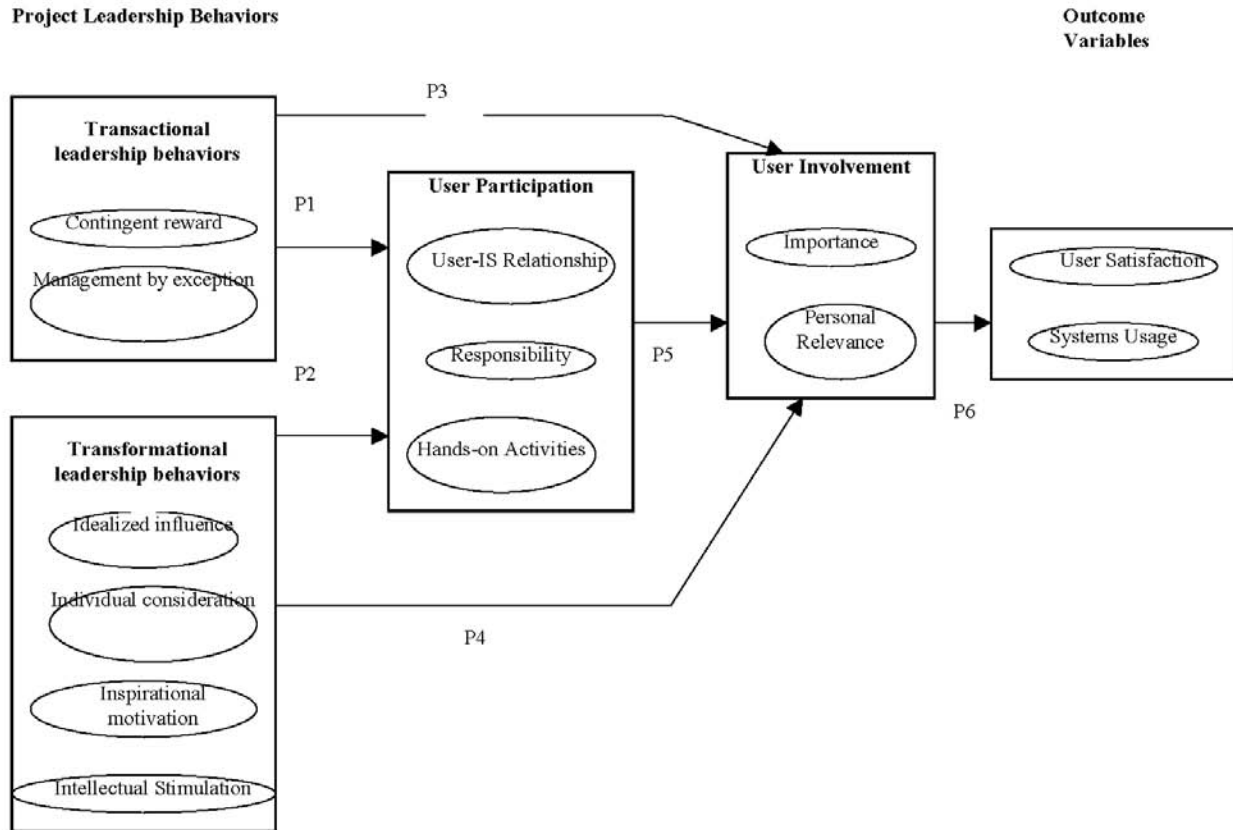 Project Leadership Behaviors
Outcome
Variables
P3
Transactional
leadership behaviors
Contingent reward
Management by exception
P1
P2
User Participation
User-IS Relationship
Responsibility
Hands-on Activities
User Involvement
Importance
Personal
Relevance
P5
User Satisfaction
Systems Usage
P6
Transformational
leadership behaviors
Idealized influence
Individual consideration
Inspirational
motivation
Intellectual Stimulation
P4